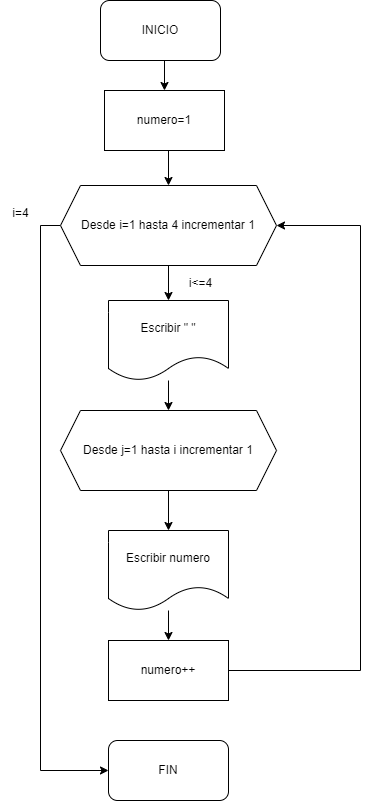 INICIO
numero=1
i=4
Desde i=1 hasta 4 incrementar 1
i<=4
Escribir " "
Desde j=1 hasta i incrementar 1
Escribir numero
numero++
FIN